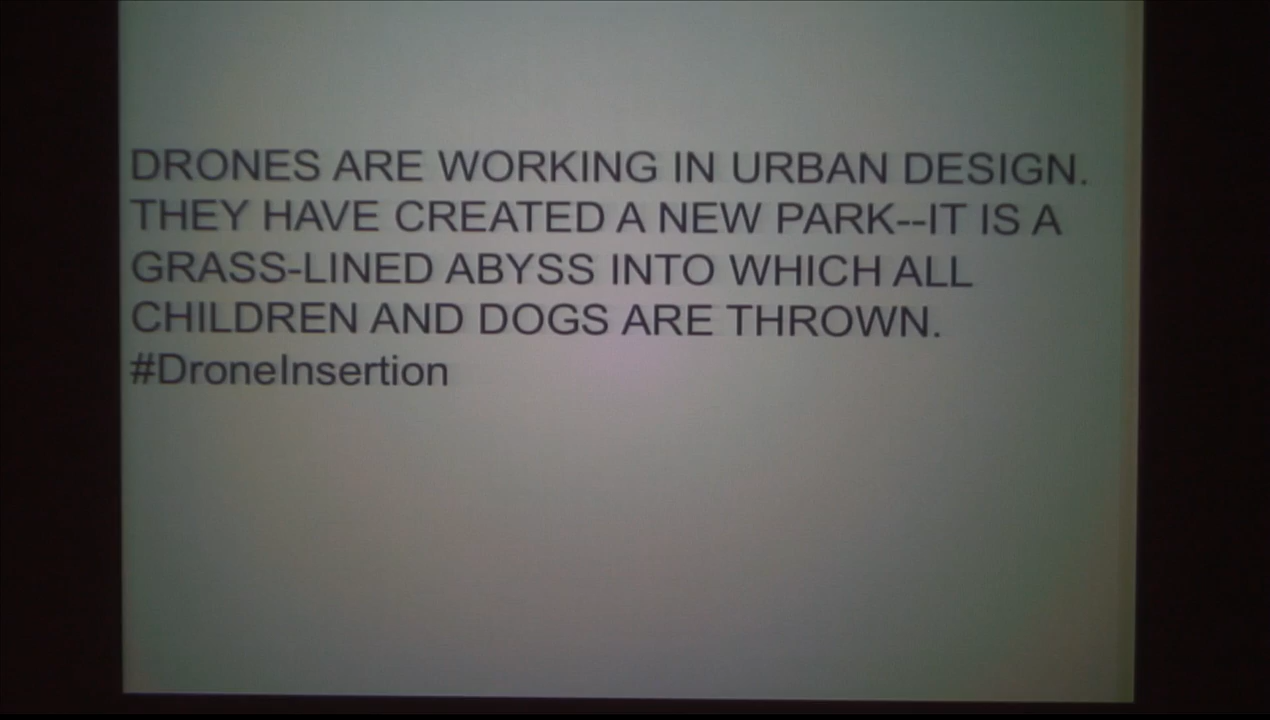 DRONES ARE WORKING IN URBAN DESIGN.
THEY HAVE CREATED A NEW PARK--IT IS A
GRASS-LINED ABYSS INTO WHICH ALL
CHILDREN AND DOGS ARE THROWN.
#DroneInsertion